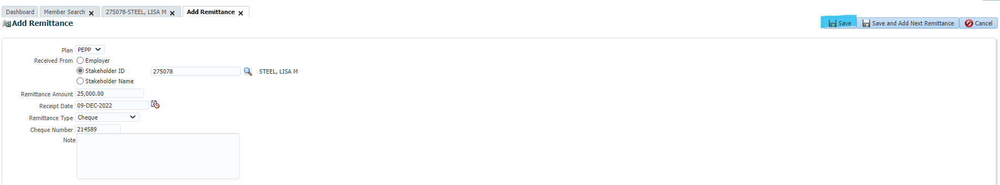 Dashboard Member Search 275078-STEEL, LISA M Add Remittance
Add Remittance Save Save and Add Next Remittance Cancel
Plan PEPP
Received From Employer
Stakeholder ID 275078 STEEL, LISA M
Stakeholder Name
Remittance Amount 25,000.00
Receipt Date 09-DEC-2022
Remittance Type Cheque
Cheque Number 214589
Note